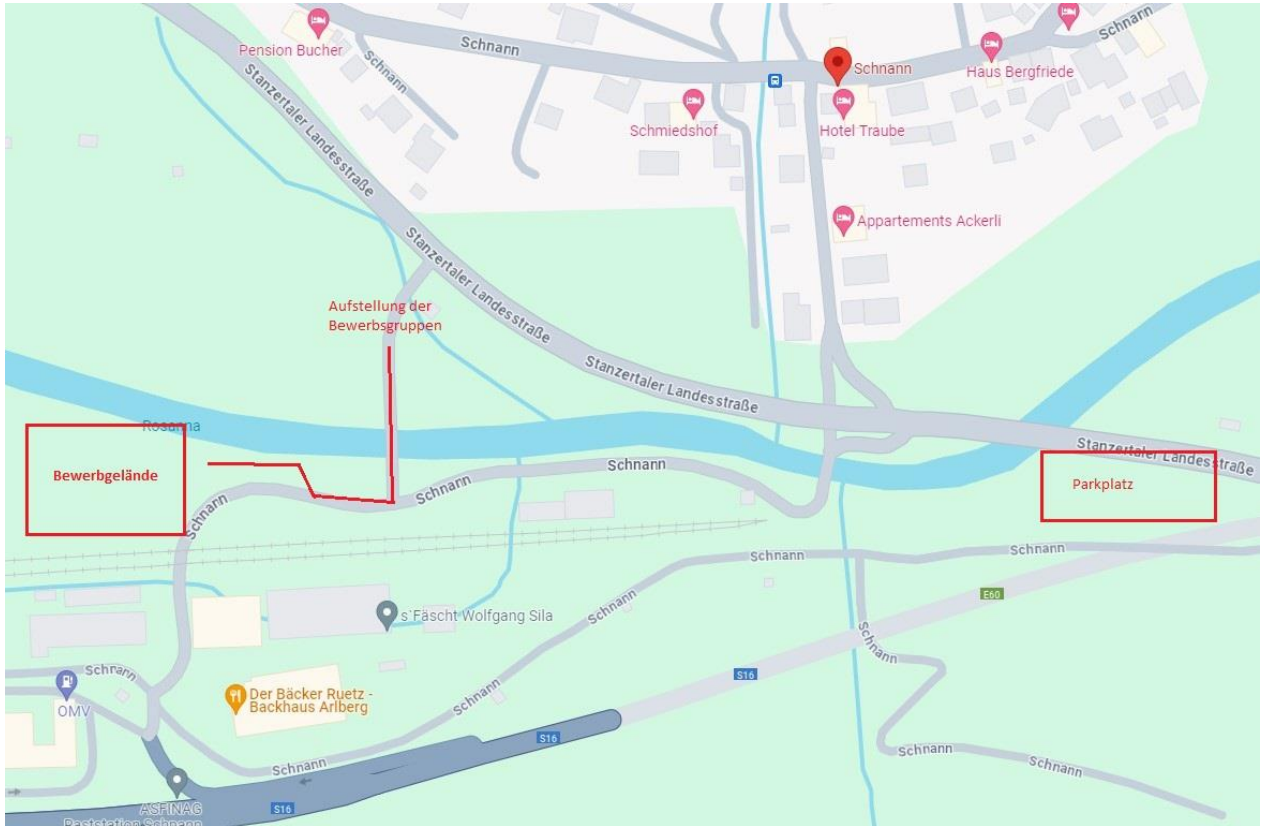 Pension Bucher
Schnann
Schnann
Schnann
Schnann
Haus Bergfriede
Schmiedshof
Hotel Traube
Stanzertaler Landesstraße
Appartements Ackerli
Stanzertaler Landesstraße
Aufstellung der
Bewerbsgruppen
Stanzertaler Landesstraße
Rosanna
Stanzertaler Landesstraße
Bewerbgelände
Schnann
Schnann
Schnann
Parkplatz
Schnann
Schnann
E60
s´Fäscht Wolfgang Sila
Schnann
Schnann
Schnann
S16
OMV
Der Bäcker Ruetz -
Backhaus Arlberg
Schnann
S16
Schnann
Schnann
Schnann
ASFINAG
Raststation Schnann
S16